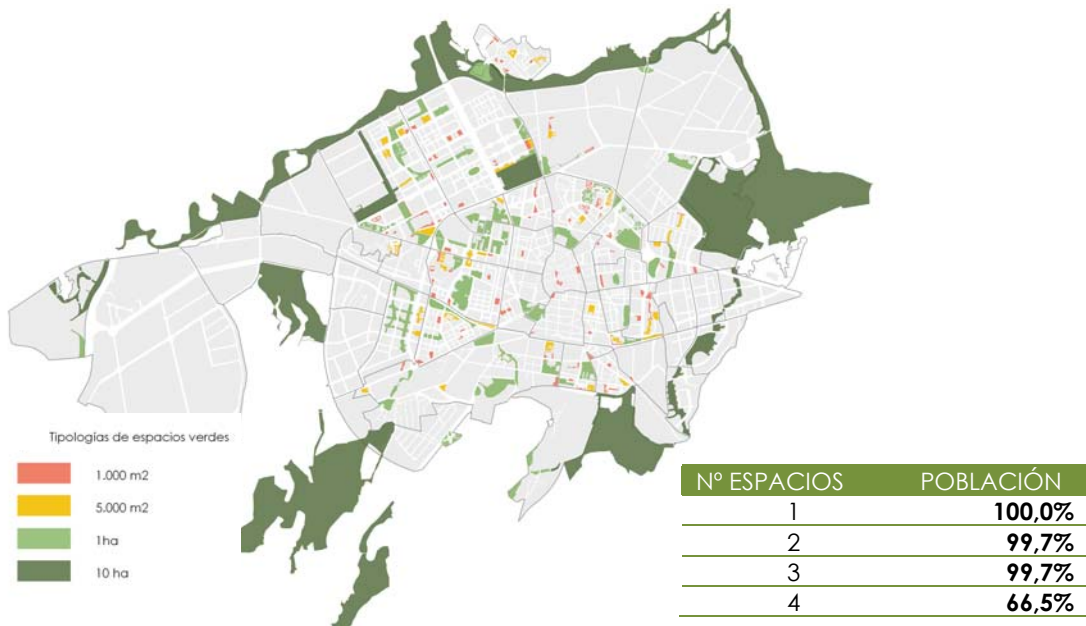 Tipologías de espacios verdes
1.000 m2
5.000 m2
1ha
10 ha
Nº ESPACIOS POBLACIÓN
1 100,0%
2 99,7%
3 99,7%
4 66,5%